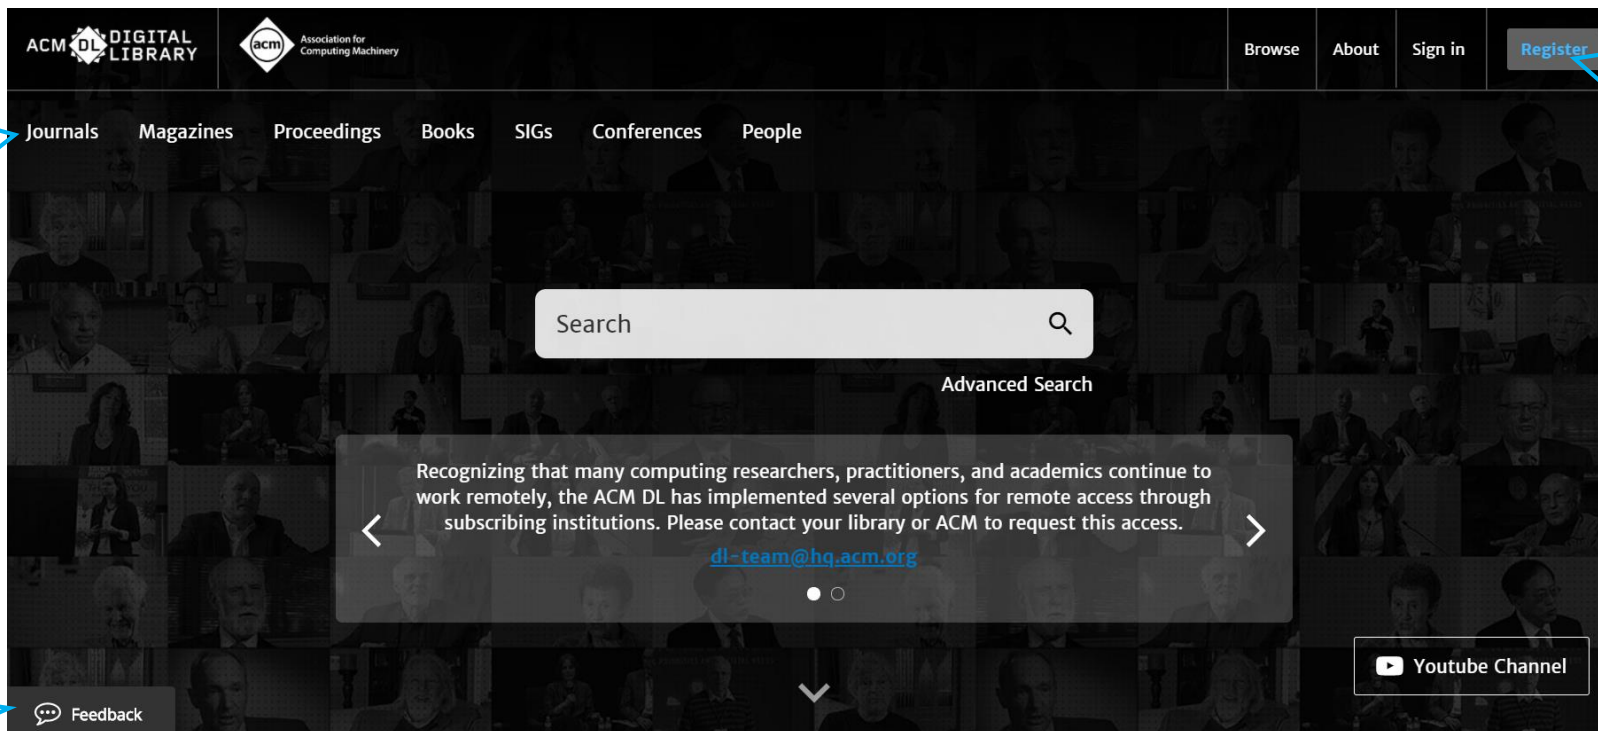 ACM DL DIGITAL LIBRARY
acm Association for Computing Machinery
Browse About Sign in Register
Journals Magazines Proceedings Books SIGs Conferences People
Search
Advanced Search
Recognizing that many computing researchers, practitioners, and academics continue to
work remotely, the ACM DL has implemented several options for remote access through
subscribing institutions. Please contact your library or ACM to request this access.
dl-team@hq.acm.org
Youtube Channel
Feedback